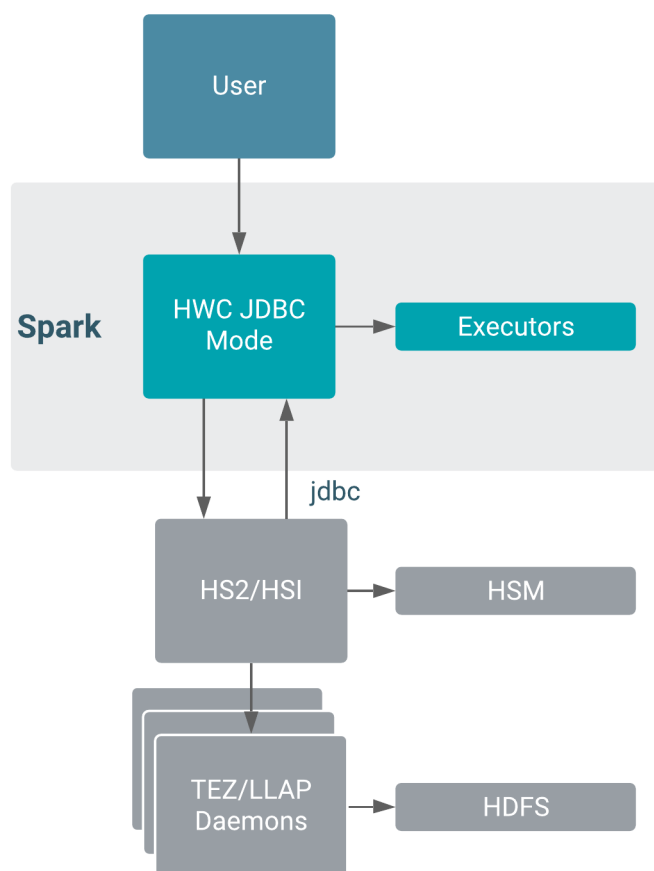 User
Spark
HWC JDBC
Mode
Executors
jdbc
HS2/HSI
HSM
TEZ/LLAP
Daemons
HDFS